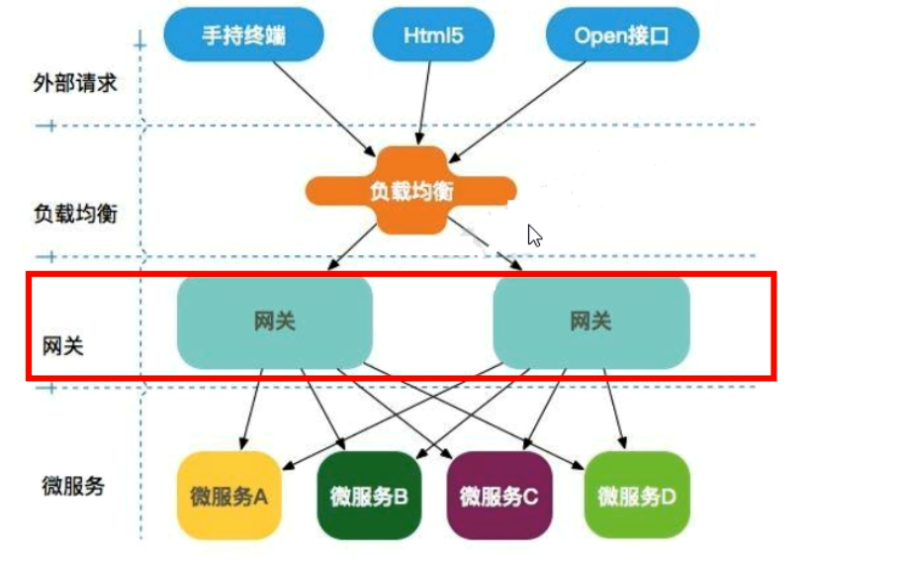 手持终端
Html5
Open接口
外部请求
负载均衡
负载均衡
网关
网关
网关
微服务
微服务A
微服务B
微服务C
微服务D